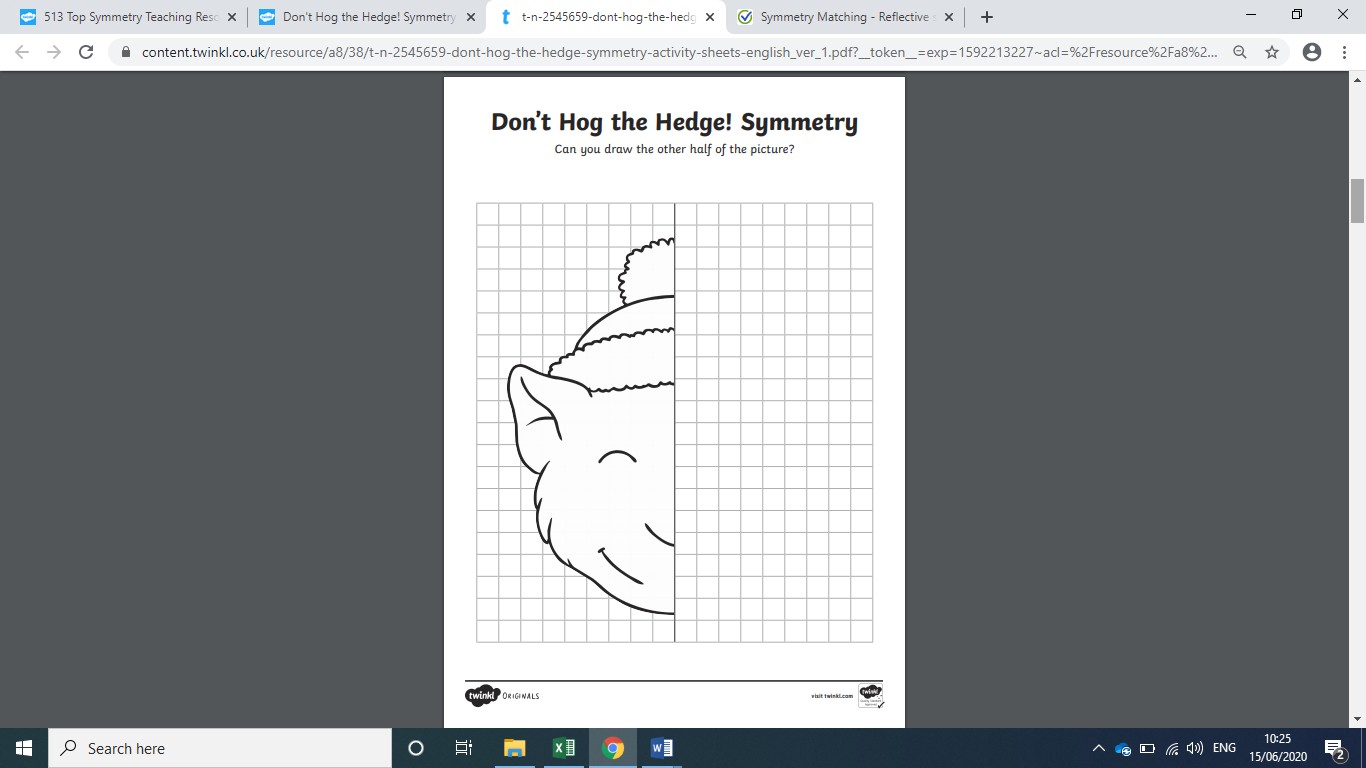 513 Top Symmetry Teaching Reso
Don't Hog the Hedge! Symmetry
t-n-2545659-dont-hog-the-hedg
Symmetry Matching - Reflective s
content.twinkl.co.uk/resource/a8/38/t-n-2545659-dont-hog-the-hedge-symmetry-activity-sheets-english_ver_1.pdf?__token__=exp=1592213227~acl=%2Fresource%2Fa8%2...
Don't Hog the Hedge! Symmetry
Can you draw the other half of the picture?
twinkl ORIGINALS
visit twinkl.com
twinkl
Search here
ENG
10:25
15/06/2020
2